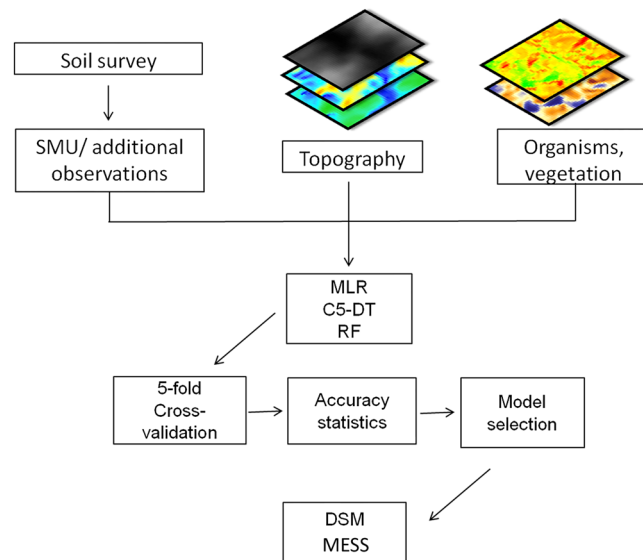 Soil survey
SMU/ additional
observations
Topography
Organisms,
vegetation
MLR
C5-DT
RF
5-fold
Cross-
validation
Accuracy
statistics
Model
selection
DSM
MESS